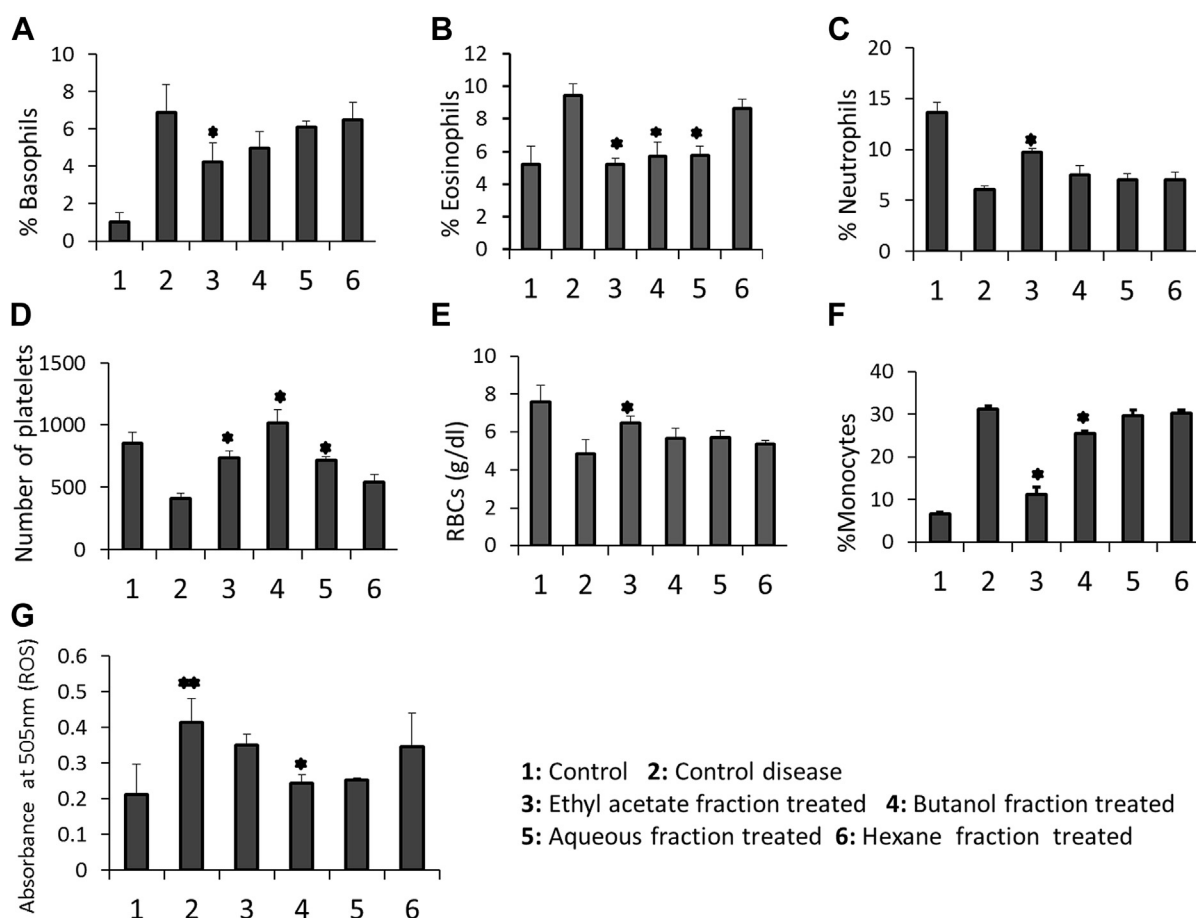 A
% Basophils
10
8
6
4
2
0
1 2 3 4 5 6
B
% Eosinophils
12
10
8
6
4
2
0
1 2 3 4 5 6
C
% Neutrophils
20
15
10
5
0
1 2 3 4 5 6
D
Number of platelets
1500
1000
500
0
1 2 3 4 5 6
E
RBCs (g/dl)
10
8
6
4
2
0
1 2 3 4 5 6
F
%Monocytes
40
30
20
10
0
1 2 3 4 5 6
G
Absorbance at 505nm (ROS)
0.6
0.5
0.4
0.3
0.2
0.1
0
1 2 3 4 5 6
1: Control 2: Control disease
3: Ethyl acetate fraction treated 4: Butanol fraction treated
5: Aqueous fraction treated 6: Hexane fraction treated